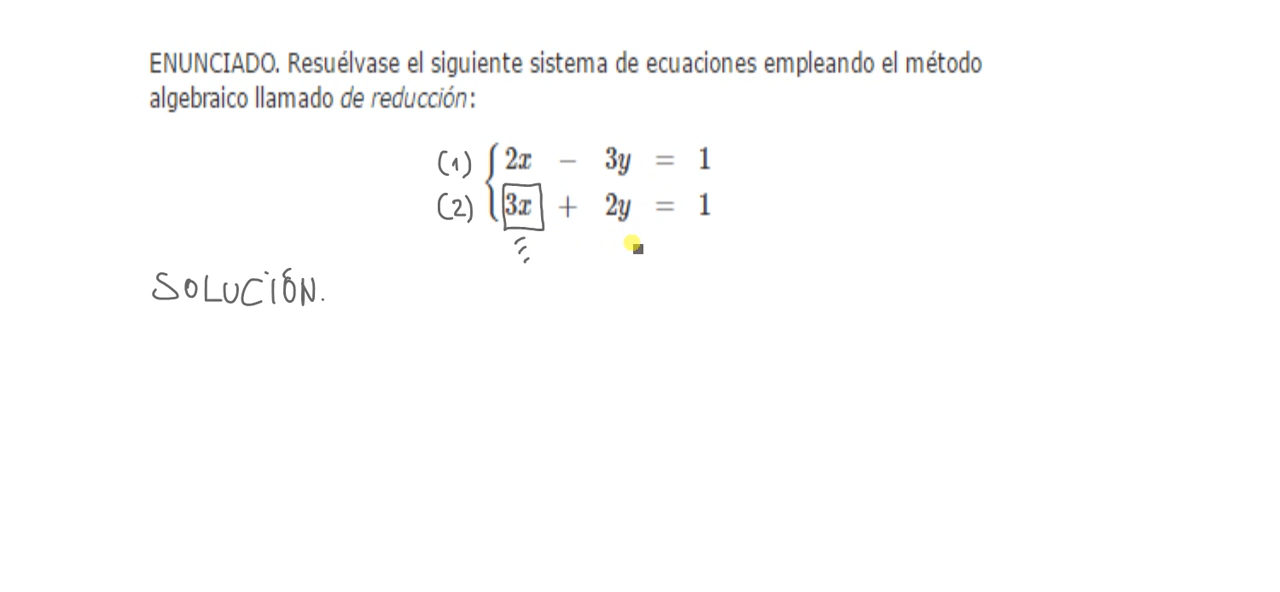 ENUNCIADO. Resuélvase el siguiente sistema de ecuaciones empleando el método
algebraico llamado de reducción:
(1) { 2x − 3y = 1
(2) { 3x + 2y = 1
SOLUCIÓN.